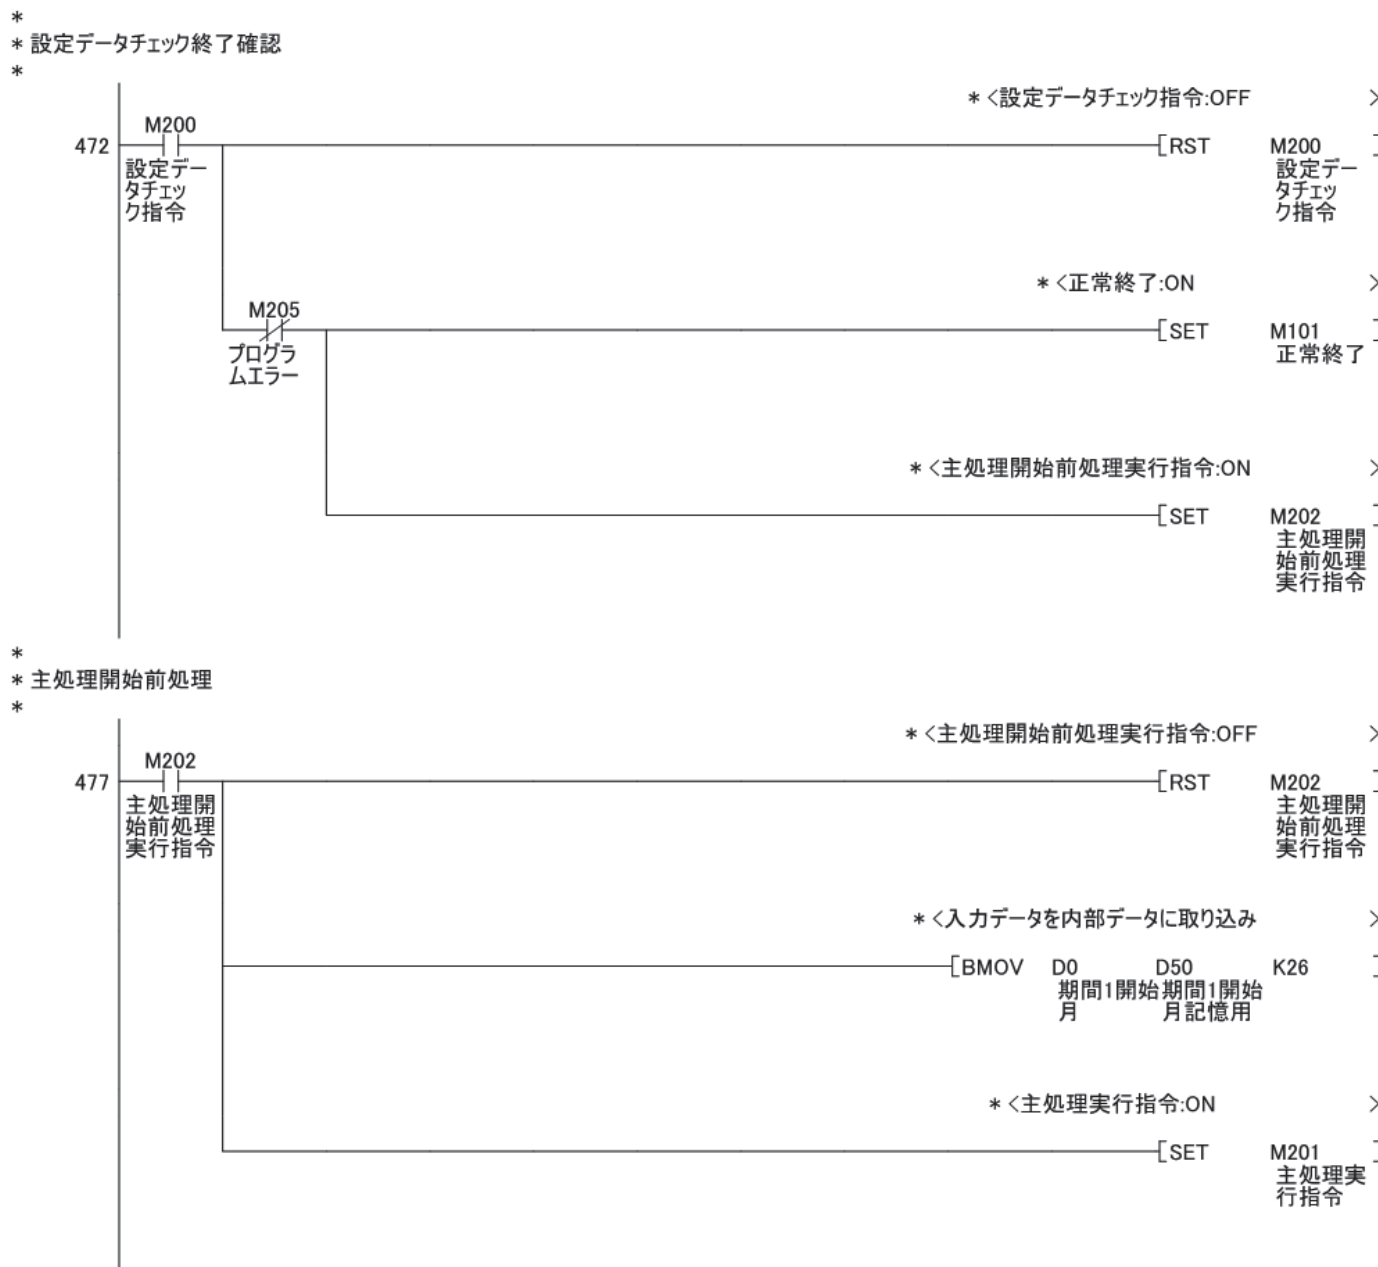 *
* 設定データチェック終了確認
*
* <設定データチェック指令:OFF >
M200
472 [RST M200 ]
設定デー 設定デー
タチェッ タチェッ
ク指令 ク指令
* <正常終了:ON >
M205
[SET M101 ]
プログラ 正常終了
ムエラー
* <主処理開始前処理実行指令:ON >
[SET M202 ]
主処理開
始前処理
実行指令
*
* 主処理開始前処理
*
* <主処理開始前処理実行指令:OFF >
M202
477 [RST M202 ]
主処理開 主処理開
始前処理 始前処理
実行指令 実行指令
* <入力データを内部データに取り込み >
[BMOV D0 D50 K26 ]
期間1開始 期間1開始
月 月記憶用
* <主処理実行指令:ON >
[SET M201 ]
主処理実
行指令